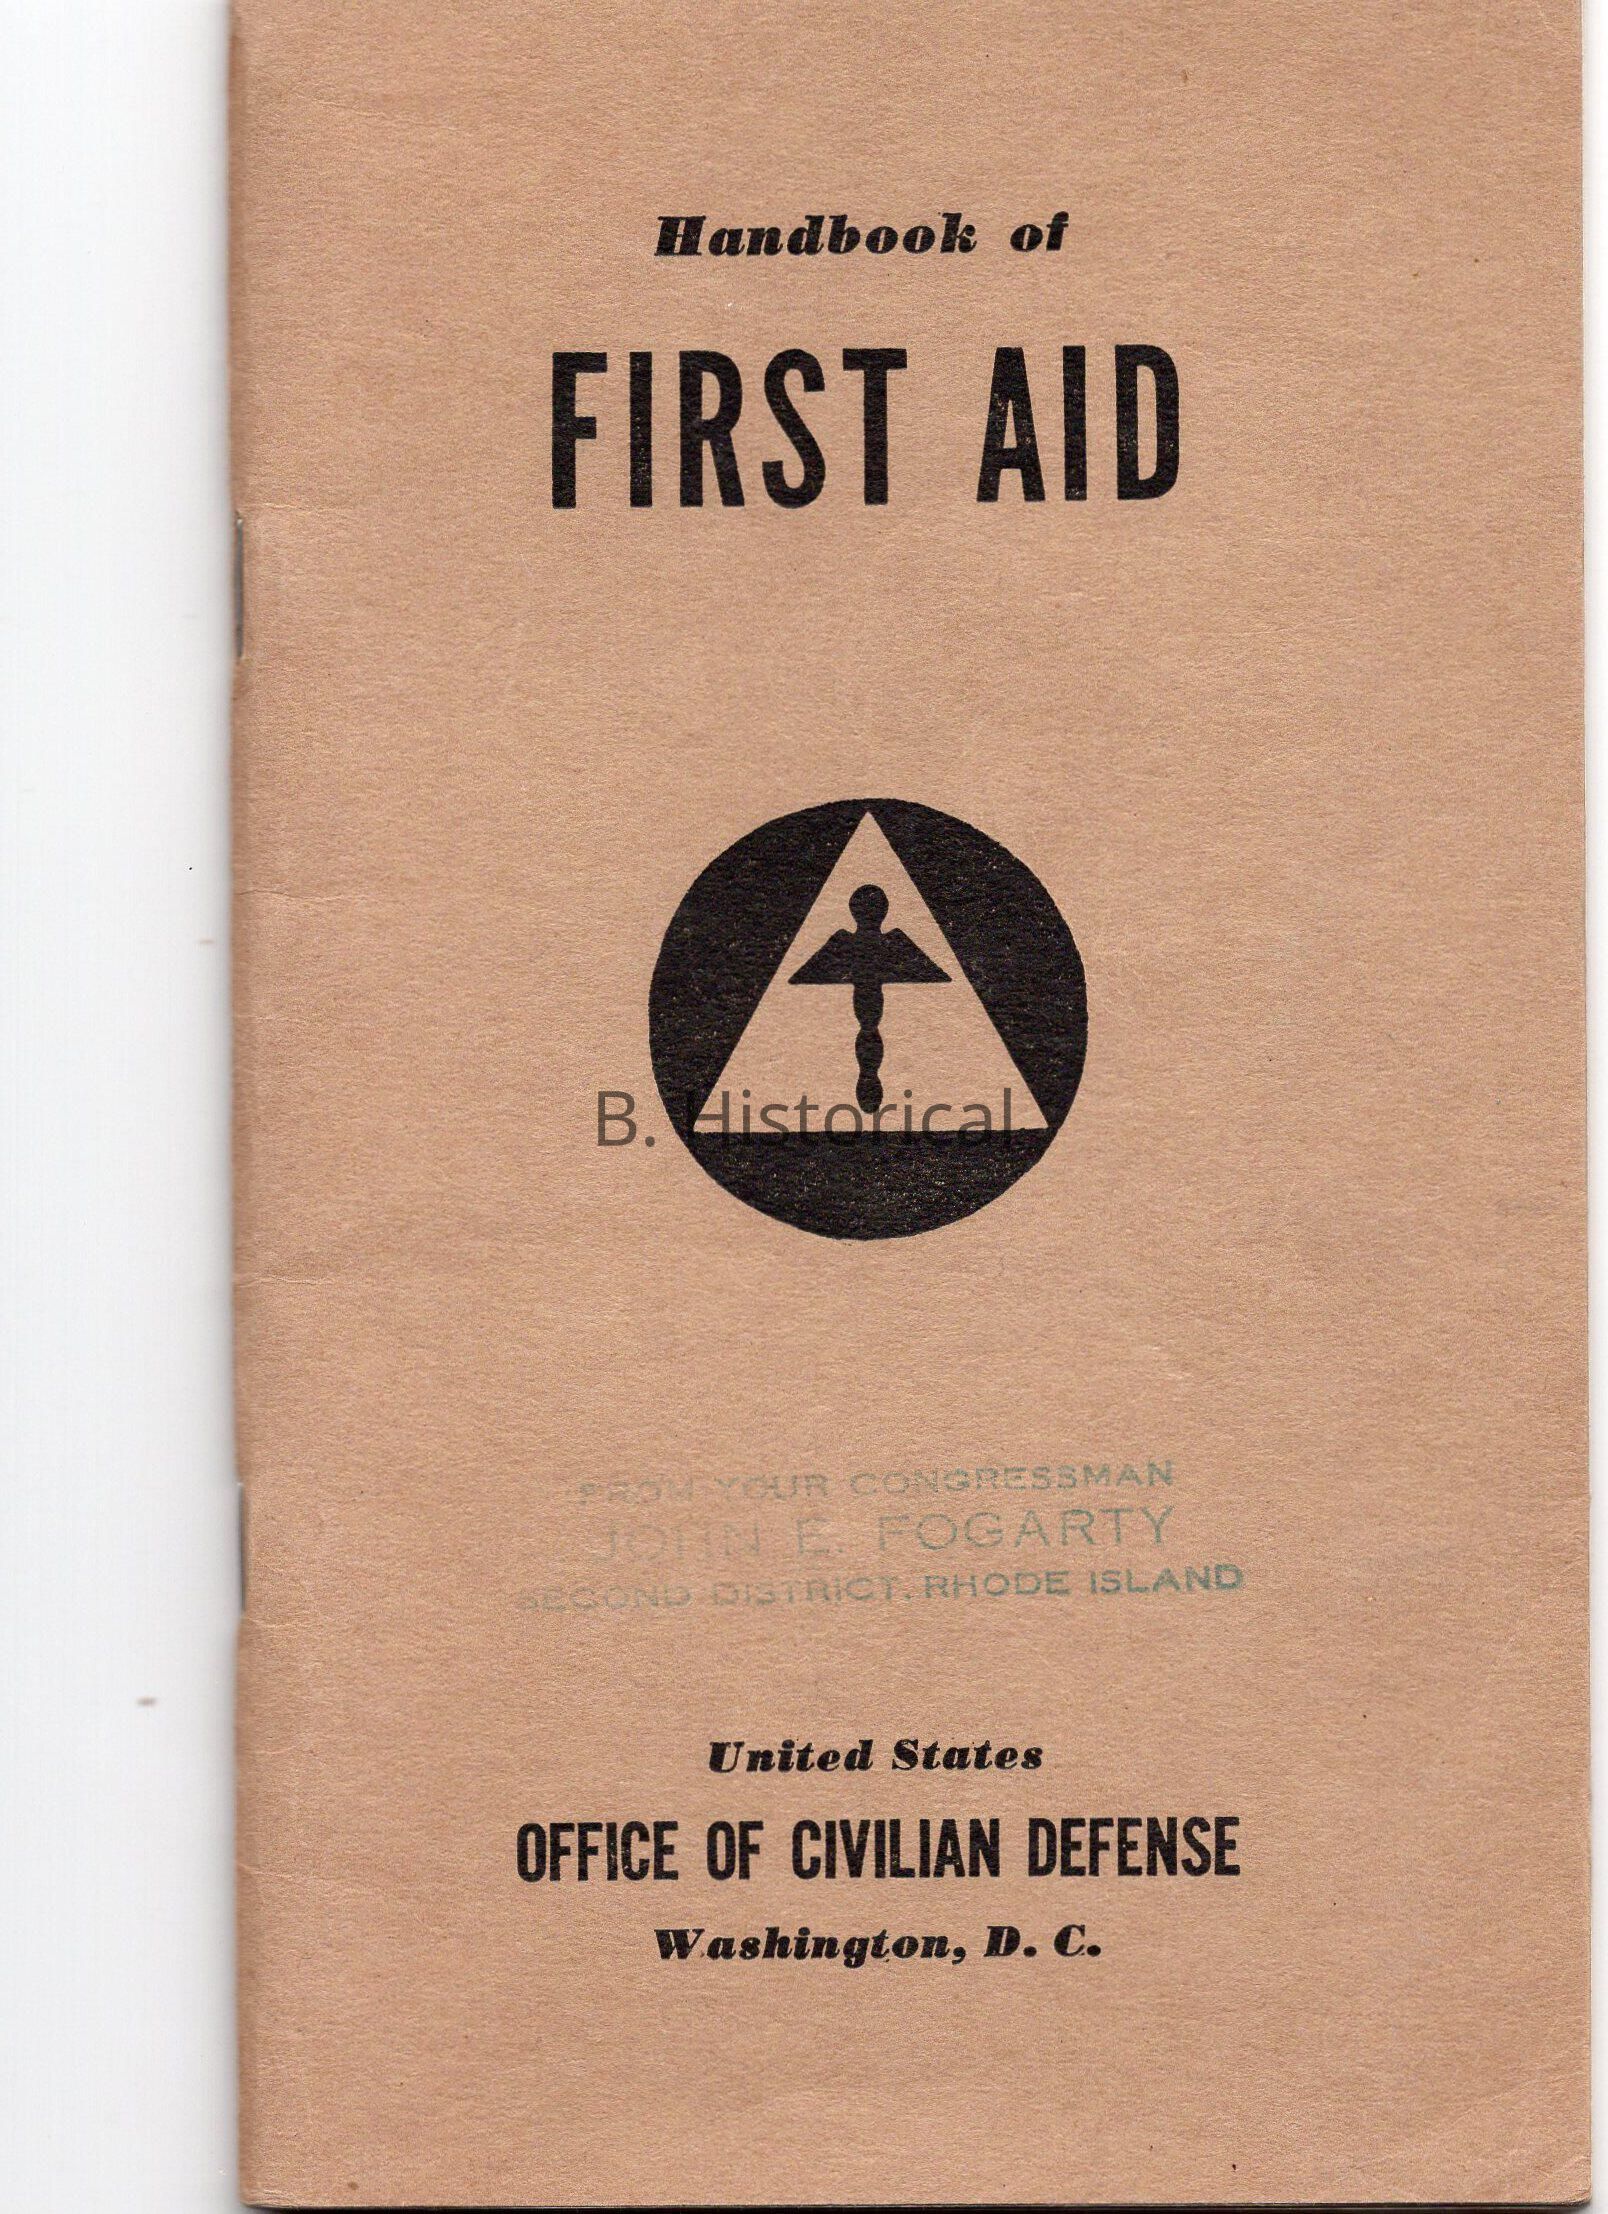 Handbook of
FIRST AID
B. Historical
FROM YOUR CONGRESSMAN
JOHN E. FOGARTY
SECOND DISTRICT, RHODE ISLAND
United States
OFFICE OF CIVILIAN DEFENSE
Washington, D. C.